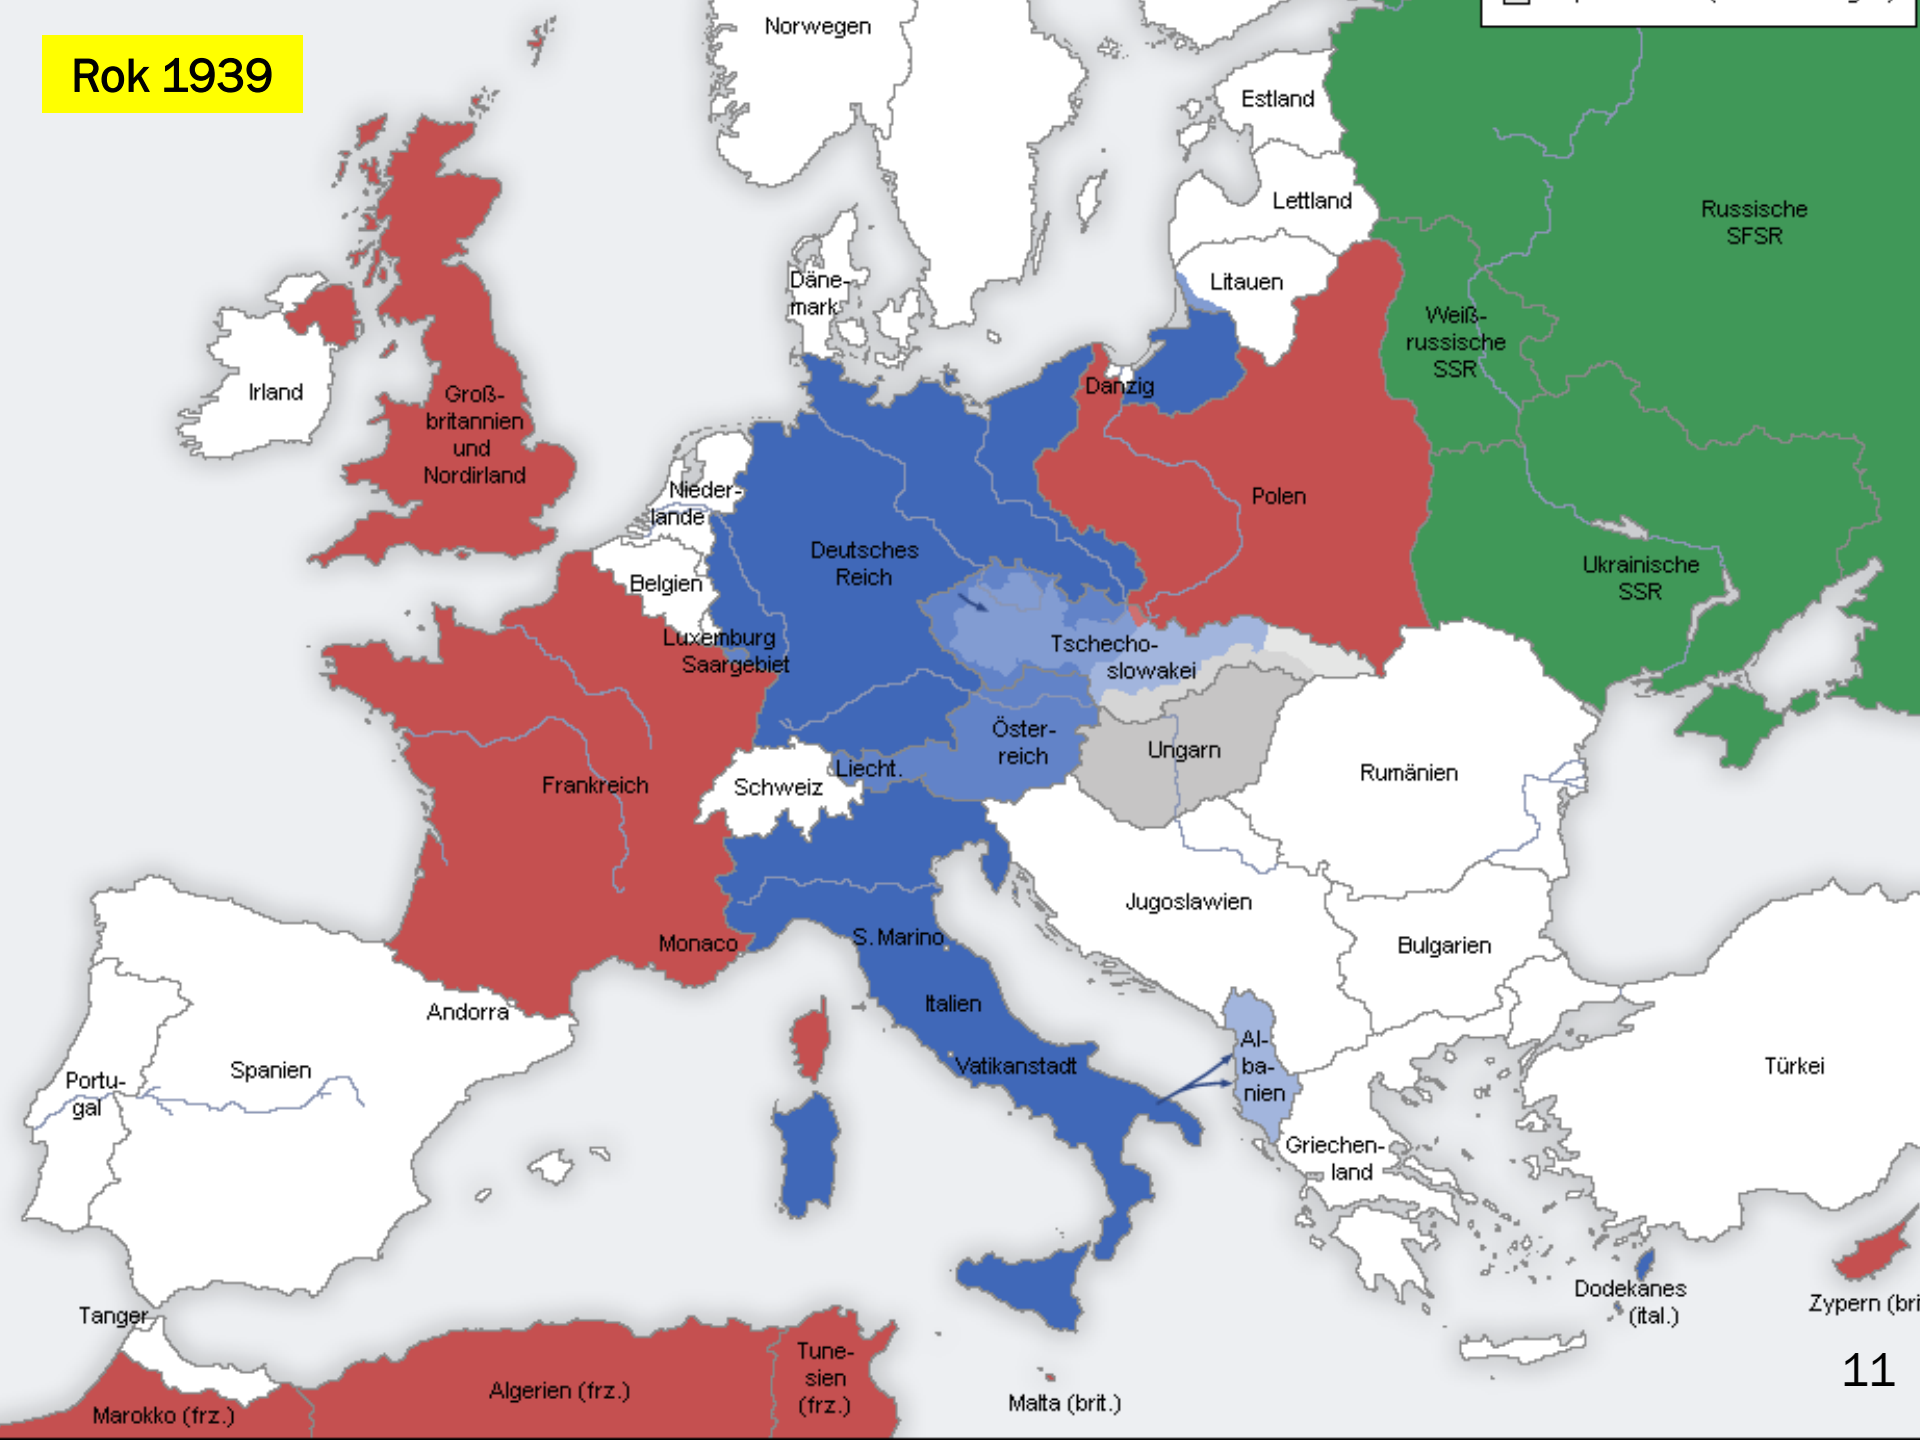 Rok 1939
Norwegen
Estland
Lettland
Russische
SFSR
Litauen
Däne-
mark
Weiß-
russische
SSR
Irland
Groß-
britannien
und
Nordirland
Danzig
Nieder-
lande
Polen
Deutsches
Reich
Belgien
Ukrainische
SSR
Luxemburg
Saargebiet
Tschecho-
slowakei
Öster-
reich
Ungarn
Liecht.
Schweiz
Frankreich
Rumänien
Jugoslawien
Monaco
S. Marino
Bulgarien
Italien
Andorra
Vatikanstadt
Al-
ba-
nien
Spanien
Portu-
gal
Türkei
Griechen-
land
Dodekanes
(ital.)
Zypern (bri
Tanger
Tune-
sien
(frz.)
Algerien (frz.)
Marokko (frz.)
Malta (brit.)
11